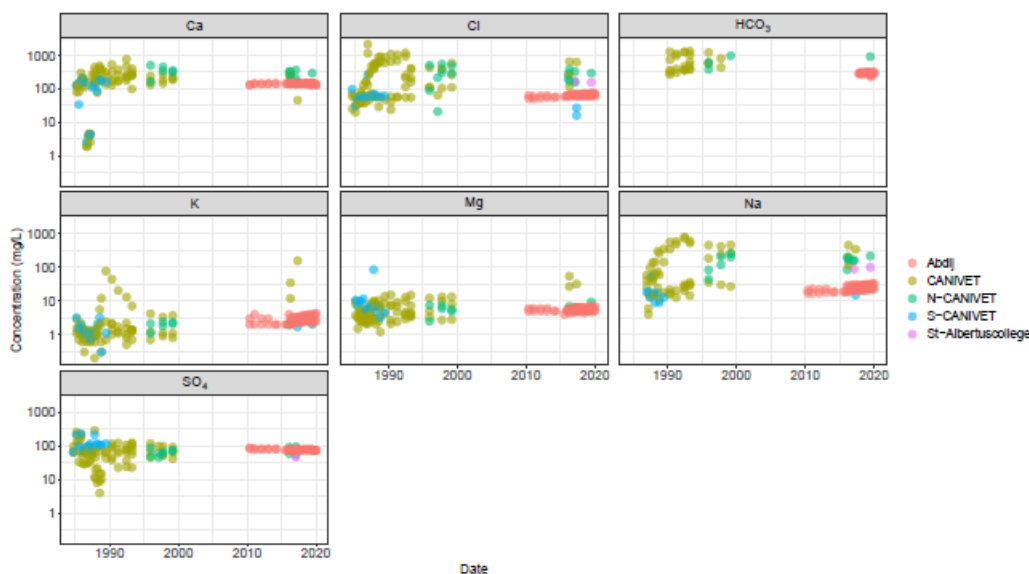 Ca Cl HCO₃
1000
100
10
1
K Mg Na
1000
100
10
1
Concentration (mg/L)
Abdij
CANIVET
N-CANIVET
S-CANIVET
St-Albertuscollege
SO₄
1990 2000 2010 2020 1990 2000 2010 2020
1000
100
10
1
1990 2000 2010 2020
Date